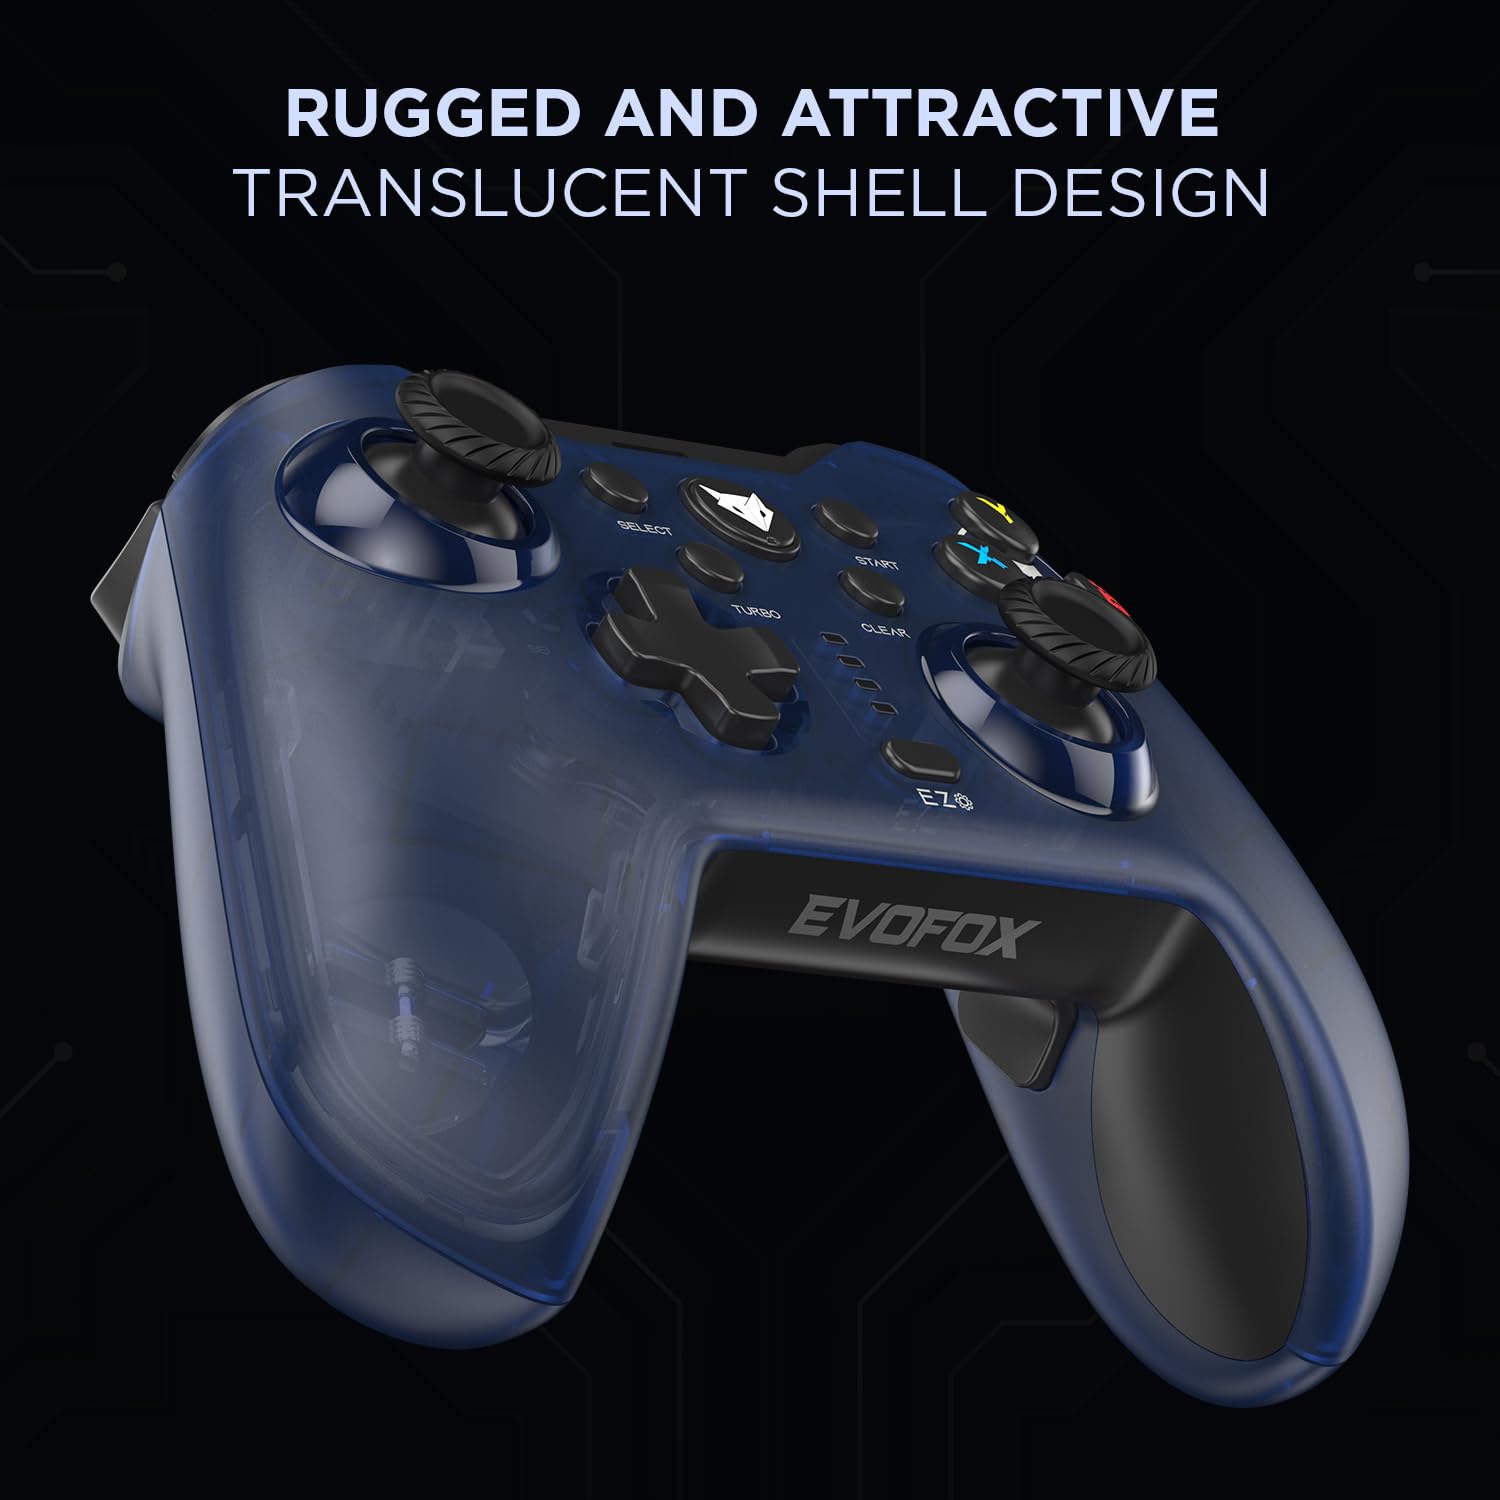 RUGGED AND ATTRACTIVE
TRANSLUCENT SHELL DESIGN
SELECT
START
TURBO
CLEAR
Y
X
B
EZ
EVOFOX